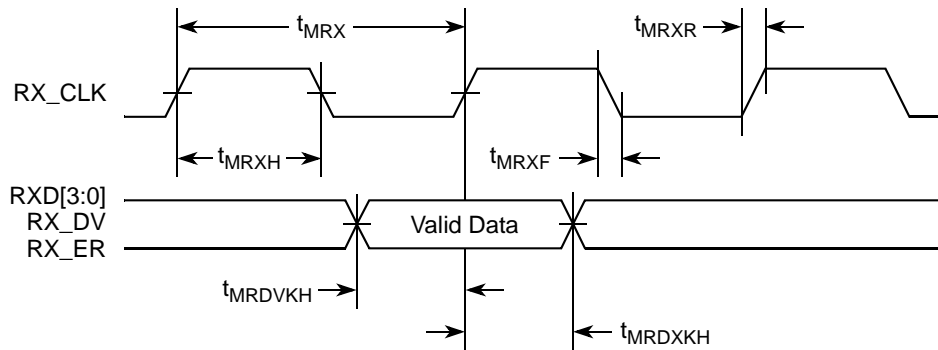 tMRX
tMRXR
RX_CLK
tMRXH
tMRXF
RXD[3:0]
RX_DV
RX_ER
Valid Data
tMRDVKH
tMRDXKH